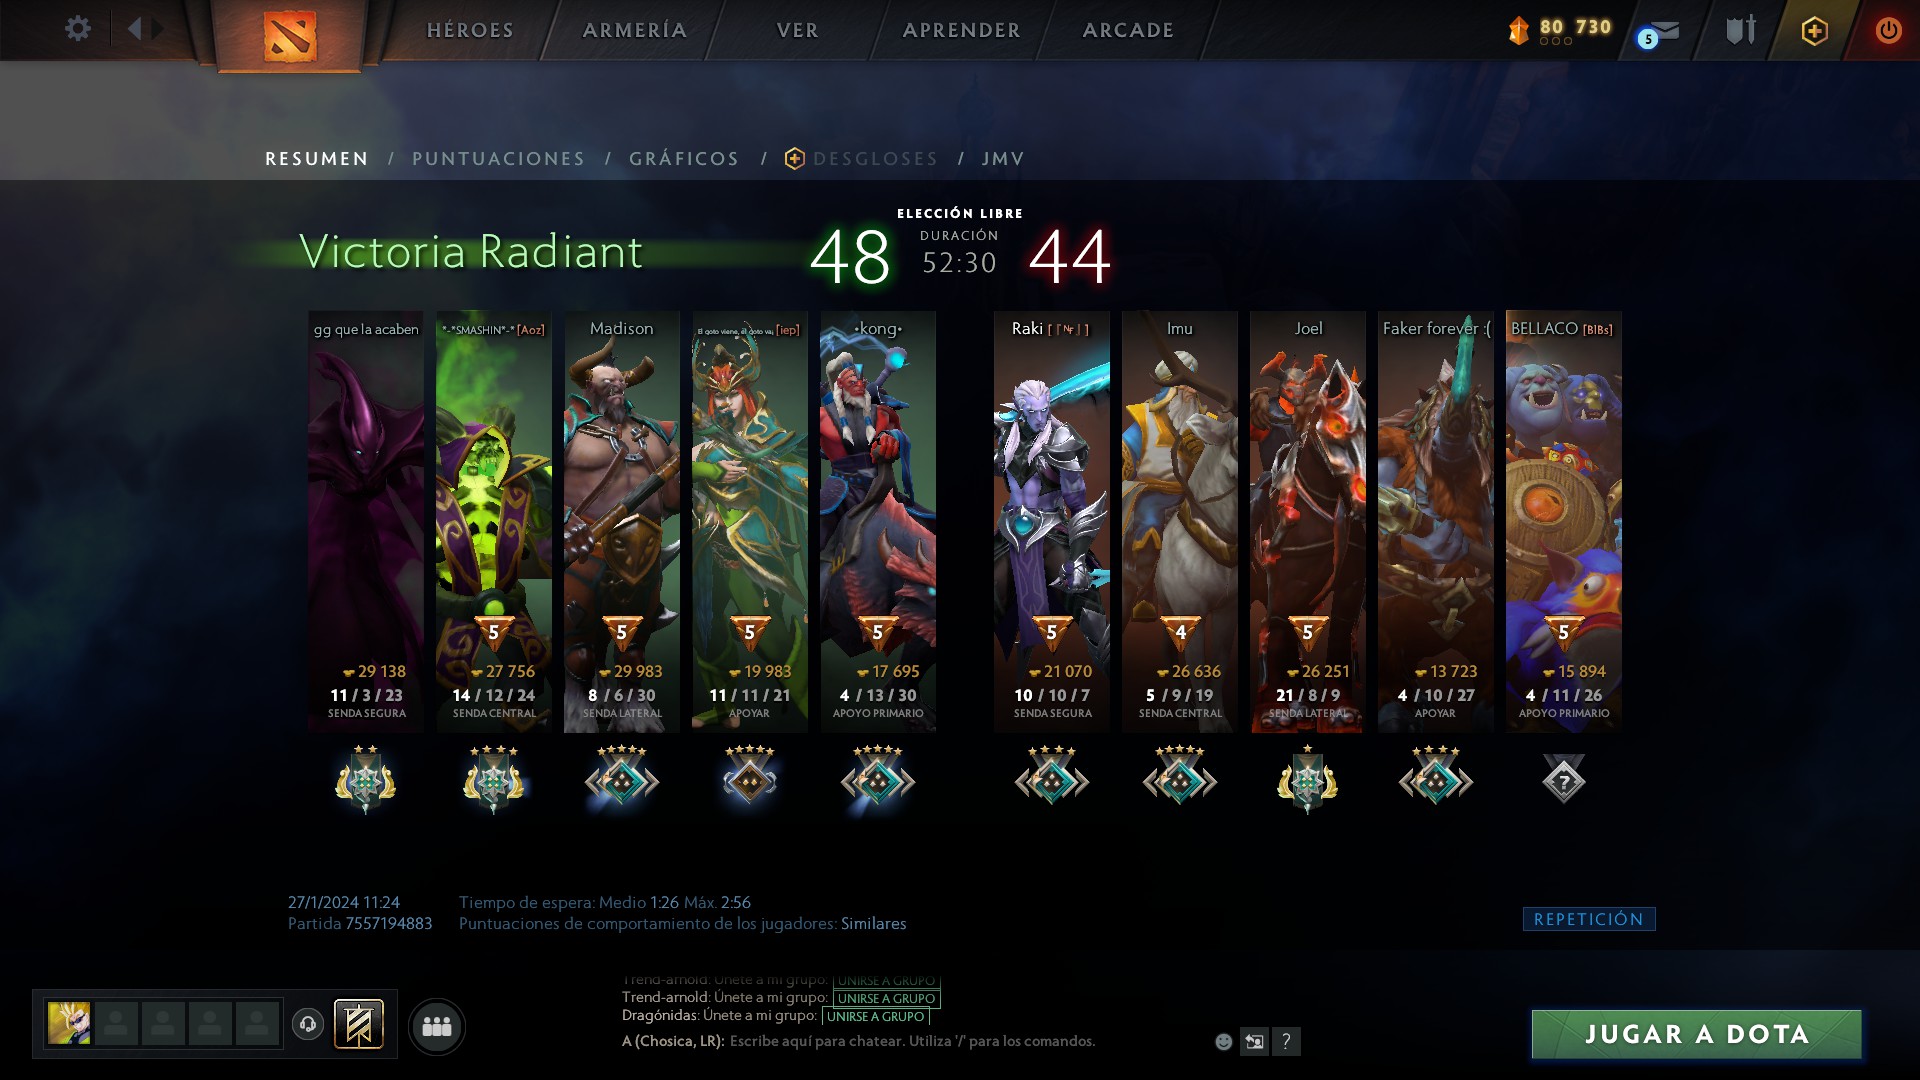 HÉROES
ARMERÍA
VER
APRENDER
ARCADE
80 730
5
RESUMEN / PUNTUACIONES / GRÁFICOS / DESGLOSES / JMV
ELECCIÓN LIBRE
Victoria Radiant
48
DURACIÓN
52:30
44
gg que la acaben
*-*SMASHIN*-* [Aoz]
Madison
[iep]
•kong•
Raki
Imu
Joel
Faker forever :(
BELLACO [BlBs]
5
5
5
5
5
4
5
5
29 138
27 756
29 983
19 983
17 695
21 070
26 636
26 251
13 723
15 894
11 / 3 / 23
14 / 12 / 24
8 / 6 / 30
11 / 11 / 21
4 / 13 / 30
10 / 10 / 7
5 / 9 / 19
21 / 8 / 9
4 / 10 / 27
4 / 11 / 26
SENDA SEGURA
SENDA CENTRAL
SENDA LATERAL
APOYAR
APOYO PRIMARIO
SENDA SEGURA
SENDA CENTRAL
SENDA LATERAL
APOYAR
APOYO PRIMARIO
?
27/1/2024 11:24
Tiempo de espera: Medio 1:26 Máx. 2:56
Partida 7557194883
Puntuaciones de comportamiento de los jugadores: Similares
REPETICIÓN
Trend-arnold: Únete a mi grupo: UNIRSE A GRUPO
Trend-arnold: Únete a mi grupo: UNIRSE A GRUPO
Dragónidas: Únete a mi grupo: UNIRSE A GRUPO
A (Chosica, LR): Escribe aquí para chatear. Utiliza '/' para los comandos.
?
JUGAR A DOTA